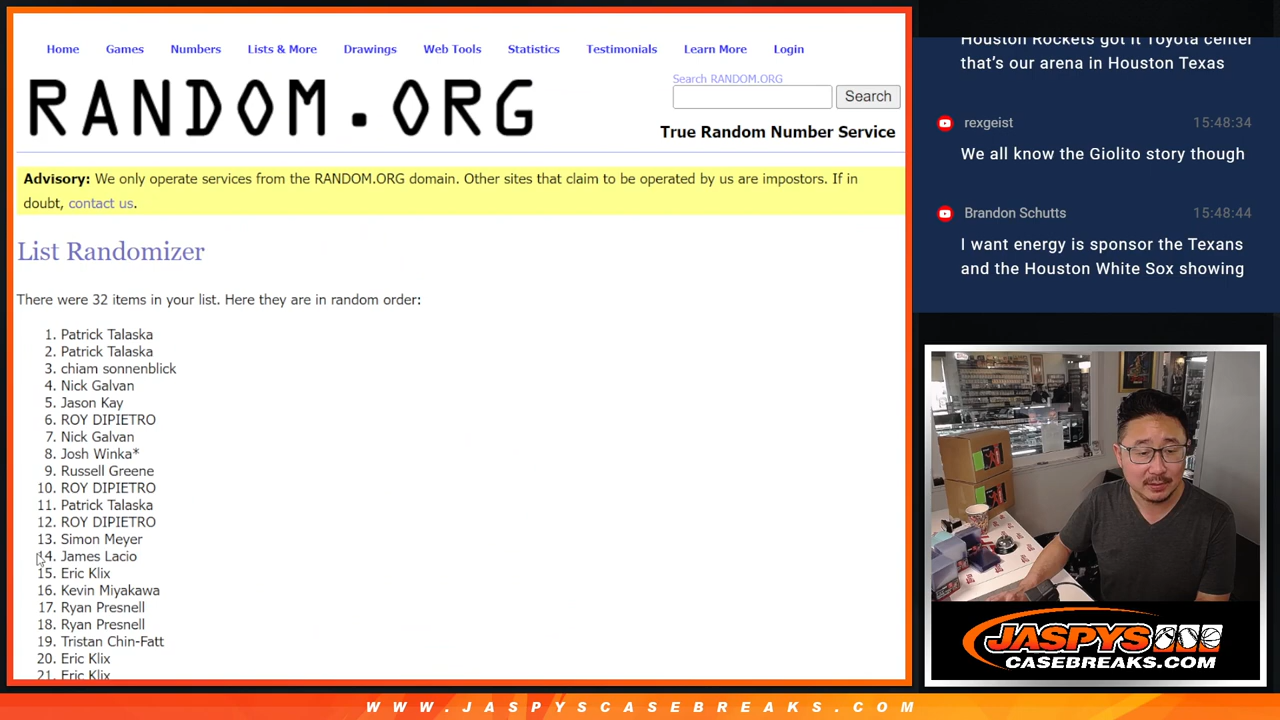 Home Games Numbers Lists & More Drawings Web Tools Statistics Testimonials Learn More Login
RANDOM.ORG
Search RANDOM.ORG
Search
True Random Number Service
Advisory: We only operate services from the RANDOM.ORG domain. Other sites that claim to be operated by us are impostors. If in
doubt, contact us.
List Randomizer
There were 32 items in your list. Here they are in random order:
1. Patrick Talaska
2. Patrick Talaska
3. chiam sonnenblick
4. Nick Galvan
5. Jason Kay
6. ROY DIPIETRO
7. Nick Galvan
8. Josh Winka*
9. Russell Greene
10. ROY DIPIETRO
11. Patrick Talaska
12. ROY DIPIETRO
13. Simon Meyer
14. James Lacio
15. Eric Klix
16. Kevin Miyakawa
17. Ryan Presnell
18. Ryan Presnell
19. Tristan Chin-Fatt
20. Eric Klix
21. Eric Klix
Houston Rockets got it Toyota center
that's our arena in Houston Texas
rexgeist 15:48:34
We all know the Giolito story though
Brandon Schutts 15:48:44
I want energy is sponsor the Texans
and the Houston White Sox showing
JASPYS
CASEBREAKS.COM
WWW.JASPYSCASEBREAKS.COM